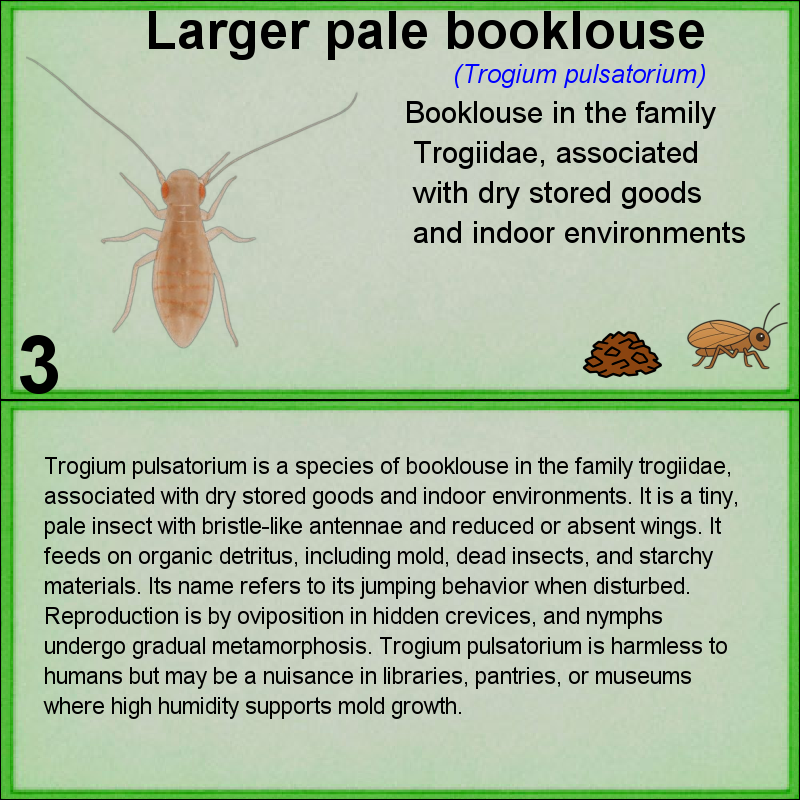 Larger pale booklouse
(Trogium pulsatorium)
Booklouse in the family
Trogiidae, associated
with dry stored goods
and indoor environments
3
Trogium pulsatorium is a species of booklouse in the family trogiidae,
associated with dry stored goods and indoor environments. It is a tiny,
pale insect with bristle-like antennae and reduced or absent wings. It
feeds on organic detritus, including mold, dead insects, and starchy
materials. Its name refers to its jumping behavior when disturbed.
Reproduction is by oviposition in hidden crevices, and nymphs
undergo gradual metamorphosis. Trogium pulsatorium is harmless to
humans but may be a nuisance in libraries, pantries, or museums
where high humidity supports mold growth.